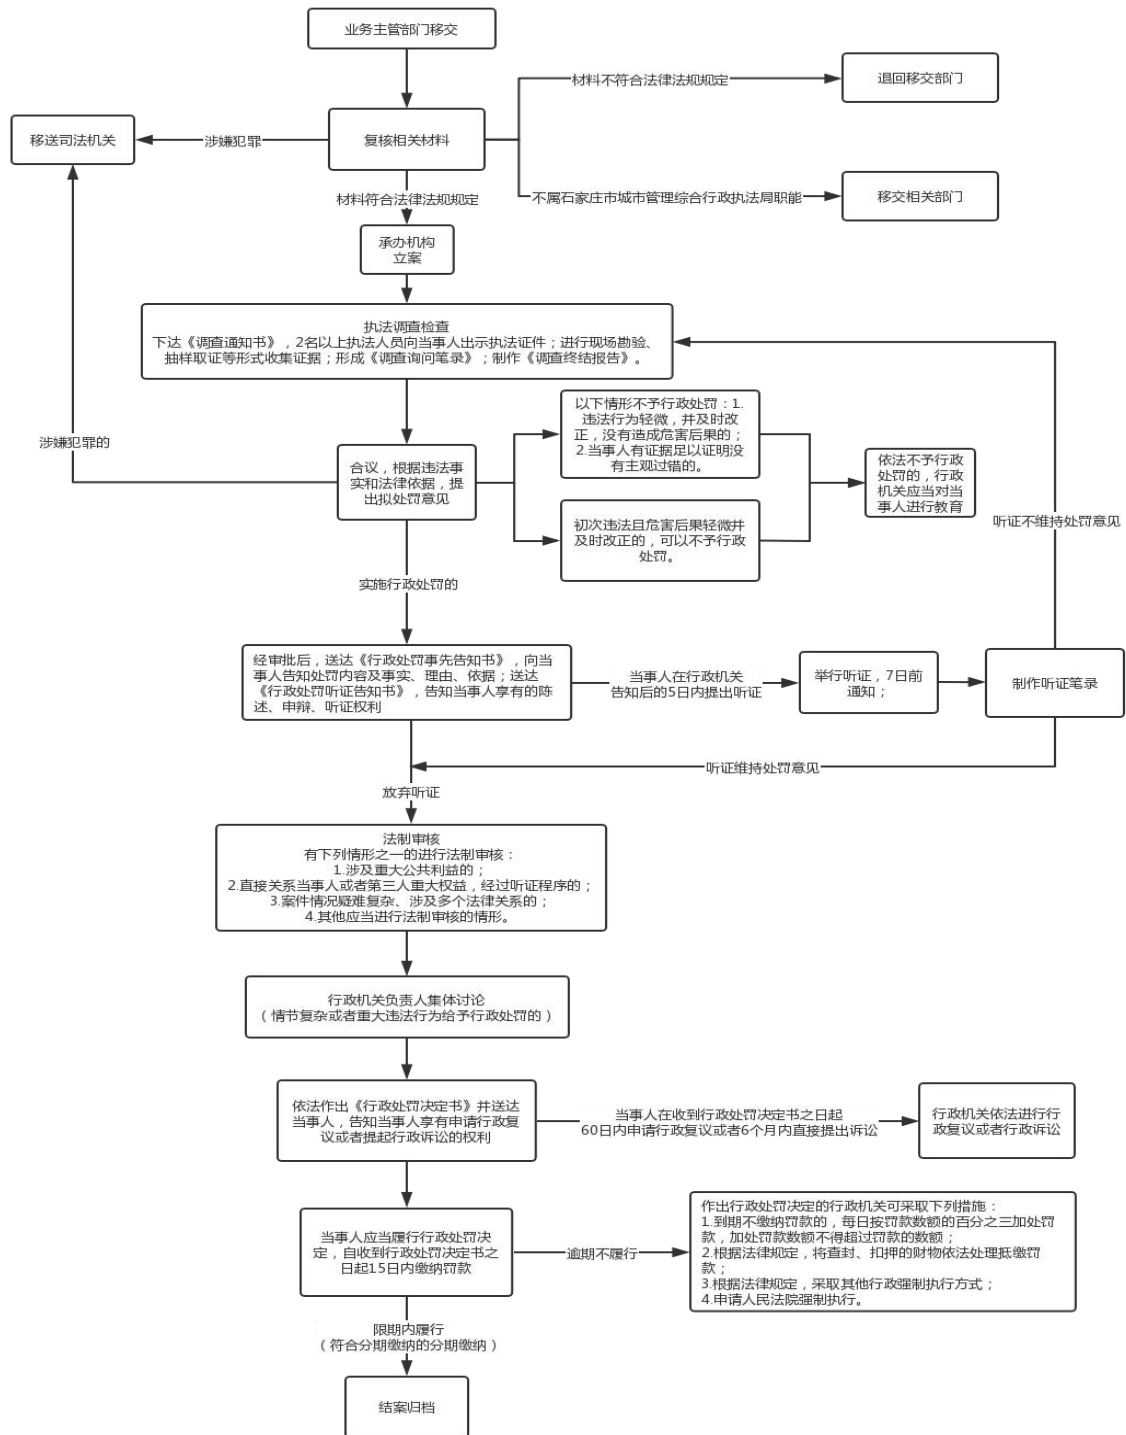 业务主管部门移交
材料不符合法律法规规定
退回移交部门
移送司法机关
涉嫌犯罪
复核相关材料
材料符合法律法规规定
不属石家庄市城市管理综合行政执法局职能
移交相关部门
承办机构
立案
执法调查检查
下达《调查通知书》，2名以上执法人员向当事人出示执法证件；进行现场勘验、
抽样取证等形式收集证据；形成《调查询问笔录》；制作《调查终结报告》。
涉嫌犯罪的
合议，根据违法事
实和法律依据，提
出拟处罚意见
以下情形不予行政处罚：1.
违法行为轻微，并及时改
正，没有造成危害后果的；
2.当事人有证据足以证明没
有主观过错的。
初次违法且危害后果轻微并
及时改正的，可以不予行政
处罚。
依法不予行政
处罚的，行政
机关应当对当
事人进行教育
听证不维持处罚意见
实施行政处罚的
经审批后，送达《行政处罚事先告知书》，向当
事人告知处罚内容及事实、理由、依据；送达
《行政处罚听证告知书》，告知当事人享有的陈
述、申辩、听证权利
当事人在行政机关
告知后的5日内提出听证
举行听证，7日前
通知；
制作听证笔录
听证维持处罚意见
放弃听证
法制审核
有下列情形之一的进行法制审核：
1.涉及重大公共利益的；
2.直接关系当事人或者第三人重大权益，经过听证程序的；
3.案件情况疑难复杂、涉及多个法律关系的；
4.其他应当进行法制审核的情形。
行政机关负责人集体讨论
（情节复杂或者重大违法行为给予行政处罚的）
依法作出《行政处罚决定书》并送达
当事人，告知当事人享有申请行政复
议或者提起行政诉讼的权利
当事人在收到行政处罚决定书之日起
60日内申请行政复议或者6个月内直接提出诉讼
行政机关依法进行行
政复议或者行政诉讼
当事人应当履行行政处罚决
定，自收到行政处罚决定书之
日起15日内缴纳罚款
逾期不履行
作出行政处罚决定的行政机关可采取下列措施：
1.到期不缴纳罚款的，每日按罚款数额的百分之三加处罚
款，加处罚款数额不得超过罚款的数额；
2.根据法律规定，将查封、扣押的财物依法处理抵缴罚
款；
3.根据法律规定，采取其他行政强制执行方式；
4.申请人民法院强制执行。
限期内履行
（符合分期缴纳的分期缴纳）
结案归档